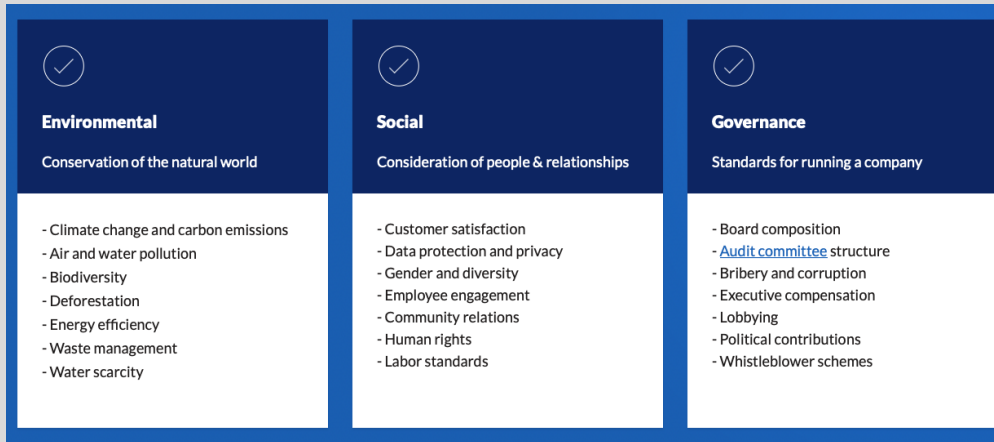 Environmental
Conservation of the natural world
- Climate change and carbon emissions
- Air and water pollution
- Biodiversity
- Deforestation
- Energy efficiency
- Waste management
- Water scarcity
Social
Consideration of people & relationships
- Customer satisfaction
- Data protection and privacy
- Gender and diversity
- Employee engagement
- Community relations
- Human rights
- Labor standards
Governance
Standards for running a company
- Board composition
- Audit committee structure
- Bribery and corruption
- Executive compensation
- Lobbying
- Political contributions
- Whistleblower schemes